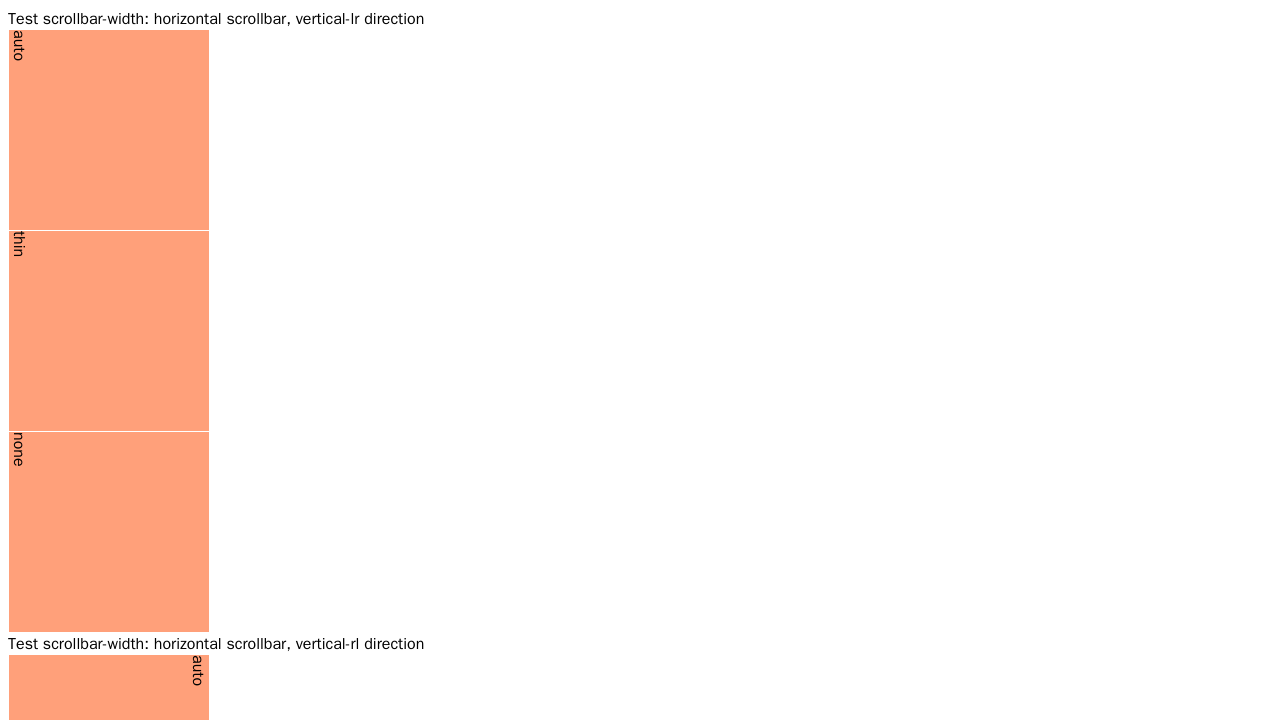 Test scrollbar-width: horizontal scrollbar, vertical-lr direction
auto
thin
none
Test scrollbar-width: horizontal scrollbar, vertical-rl direction
auto